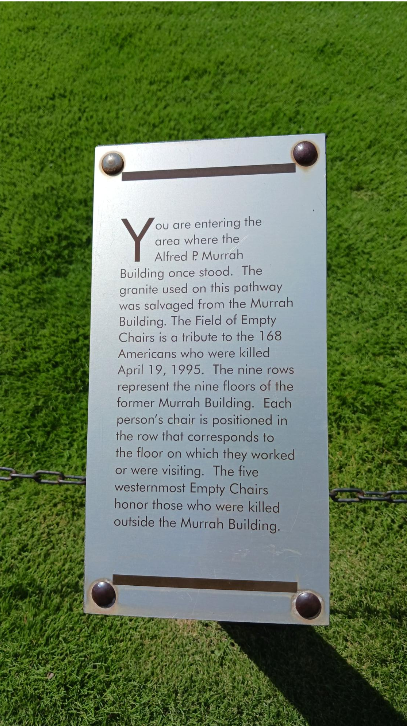 You are entering the
area where the
Alfred P. Murrah
Building once stood. The
granite used on this pathway
was salvaged from the Murrah
Building. The Field of Empty
Chairs is a tribute to the 168
Americans who were killed
April 19, 1995. The nine rows
represent the nine floors of the
former Murrah Building. Each
person's chair is positioned in
the row that corresponds to
the floor on which they worked
or were visiting. The five
westernmost Empty Chairs
honor those who were killed
outside the Murrah Building.